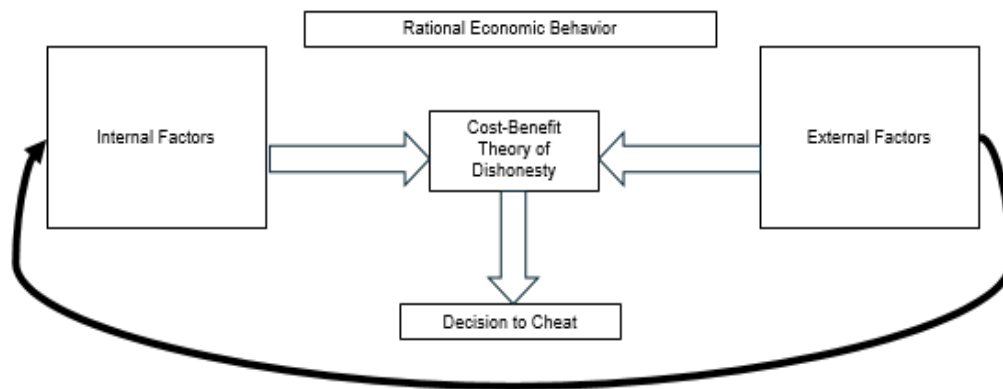 Rational Economic Behavior
Internal Factors
Cost-Benefit
Theory of
Dishonesty
External Factors
Decision to Cheat